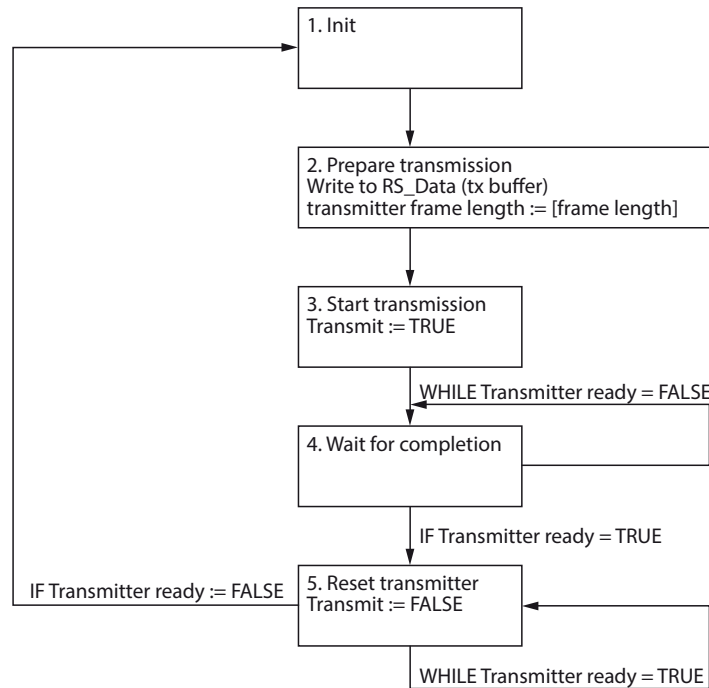 1. Init
2. Prepare transmission
Write to RS_Data (tx buffer)
transmitter frame length := [frame length]
3. Start transmission
Transmit := TRUE
WHILE Transmitter ready = FALSE
4. Wait for completion
IF Transmitter ready = TRUE
IF Transmitter ready := FALSE
5. Reset transmitter
Transmit := FALSE
WHILE Transmitter ready = TRUE